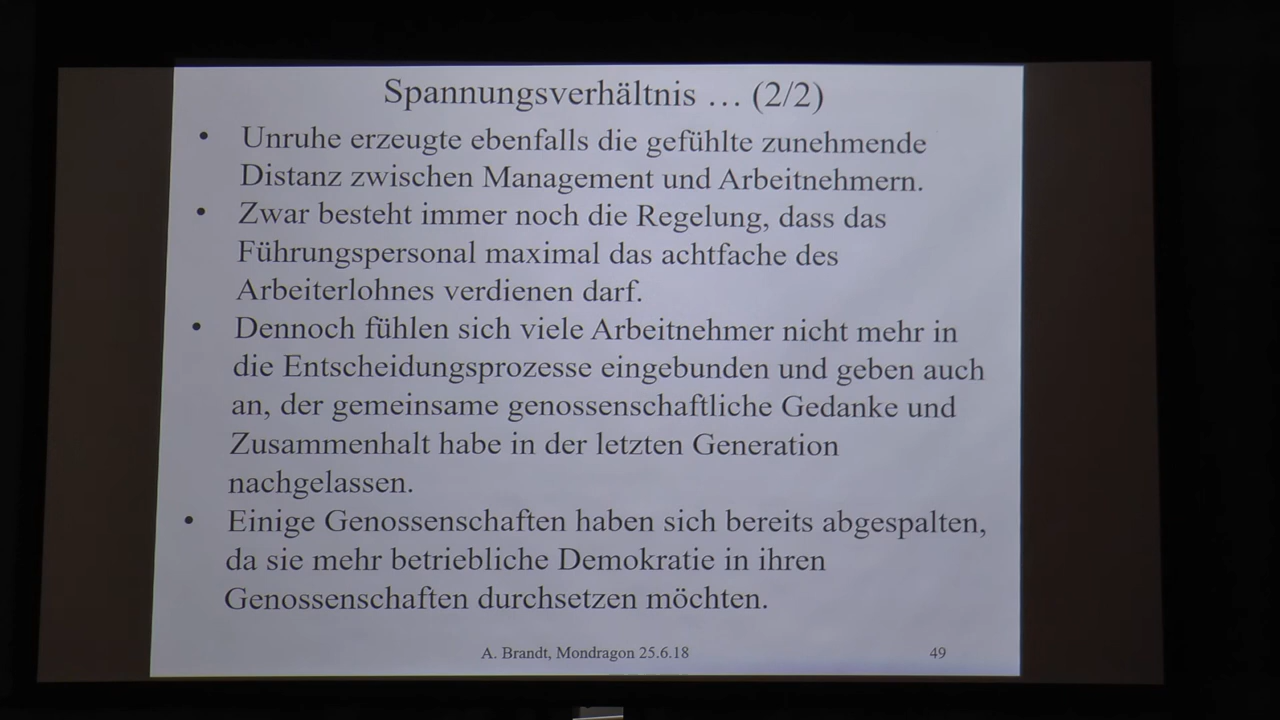 Spannungsverhältnis … (2/2)
• Unruhe erzeugte ebenfalls die gefühlte zunehmende
Distanz zwischen Management und Arbeitnehmern.
• Zwar besteht immer noch die Regelung, dass das
Führungspersonal maximal das achtfache des
Arbeiterlohnes verdienen darf.
• Dennoch fühlen sich viele Arbeitnehmer nicht mehr in
die Entscheidungsprozesse eingebunden und geben auch
an, der gemeinsame genossenschaftliche Gedanke und
Zusammenhalt habe in der letzten Generation
nachgelassen.
• Einige Genossenschaften haben sich bereits abgespalten,
da sie mehr betriebliche Demokratie in ihren
Genossenschaften durchsetzen möchten.
A. Brandt, Mondragon 25.6.18 49